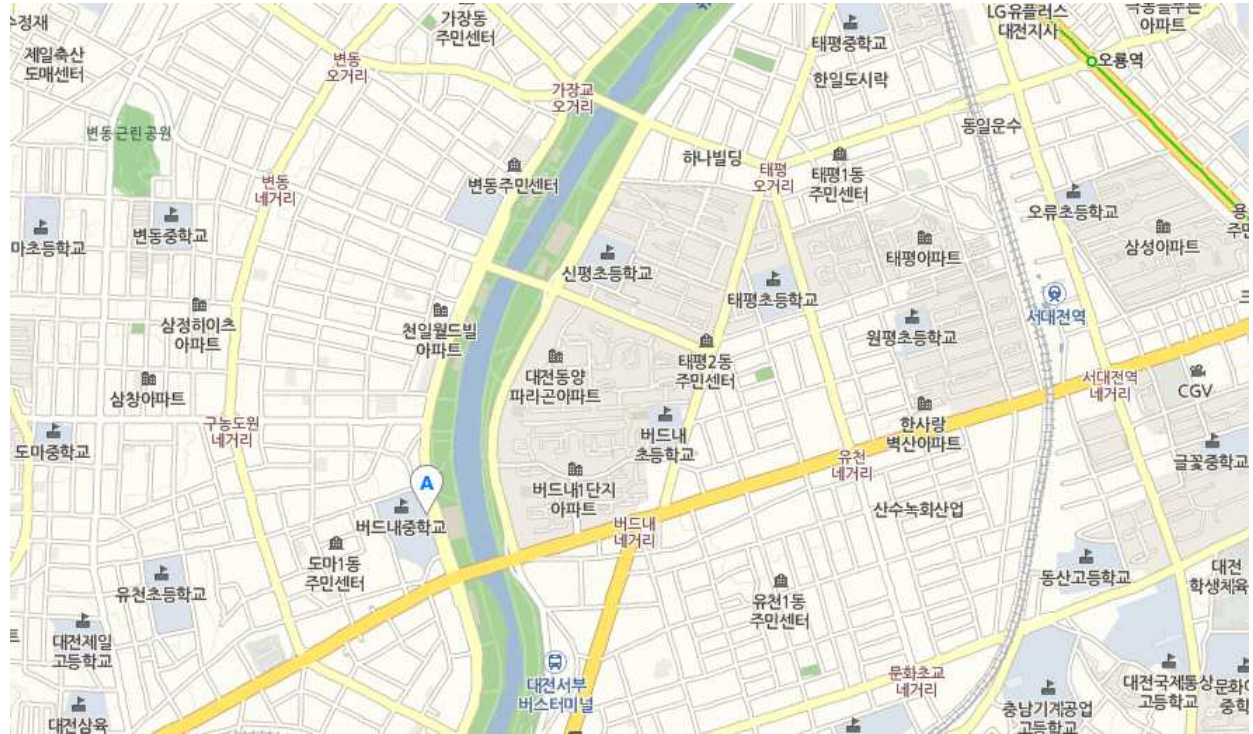 수정재
제일축산
도매센터
가장동
주민센터
변동
오거리
가장교
오거리
태평중학교
한일도시락
LG유플러스
대전지사
아파트
오룡역
동일운수
변동근린공원
변동
네거리
변동주민센터
하나빌딩
태평
오거리
태평1동
주민센터
오류초등학교
삼성아파트
마초등학교
변동중학교
신평초등학교
태평초등학교
태평아파트
서대전역
삼정하이츠
아파트
천일월드빌
아파트
원평초등학교
대전동양
파라곤아파트
태평2동
주민센터
삼창아파트
서대전역
네거리
CGV
구농도원
네거리
도마중학교
버드내
초등학교
한사랑
벽산아파트
유천
네거리
글꽃중학교
A
버드내중학교
버드내1단지
아파트
버드내
네거리
산수녹회산업
도마1동
주민센터
유천초등학교
유천1동
주민센터
동산고등학교
대전
학생체육
대전제일
고등학교
대전서부
버스터미널
문화초교
네거리
대전국제통상
고등학교
충남기계공업
고등학교
중학
대전삼육